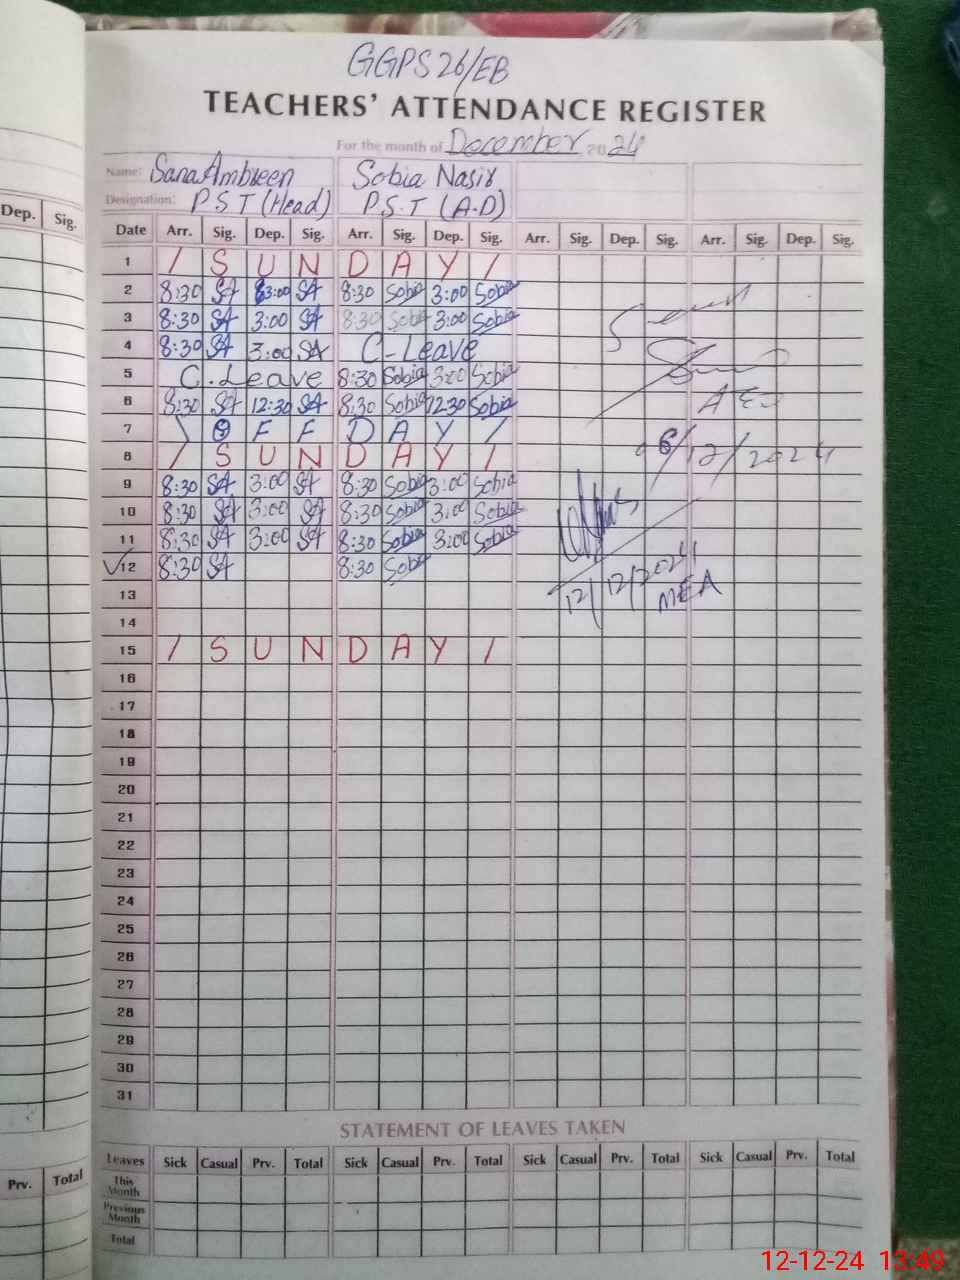 GGPS 26/EB
TEACHERS' ATTENDANCE REGISTER
For the month of December 2024
Name: Sana Ambreen Sobia Nasir
Designation: P.S.T (Head) P.S.T (A.D)
Dep. Sig. Date Arr. Sig. Dep. Sig. Arr. Sig. Dep. Sig. Arr. Sig. Dep. Sig. Arr. Sig. Dep. Sig.
1 / S U N D A Y /
2 8:30 SA 3:00 SA 8:30 Sobia 3:00 Sobia
3 8:30 SA 3:00 SA 8:30 Sobia 3:00 Sobia
4 8:30 SA 3:00 SA C-Leave
5 C.Leave 8:30 Sobia 3:00 Sobia
6 8:30 SA 12:30 SA 8:30 Sobia 12:30 Sobia
7 \ O F F D A Y /
06/12/2024
8 / S U N D A Y /
9 8:30 SA 3:00 SA 8:30 Sobia 3:00 Sobia
10 8:30 SA 3:00 SA 8:30 Sobia 3:00 Sobia
11 8:30 SA 3:00 SA 8:30 Sobia 3:00 Sobia
12 8:30 SA 8:30 Sobia
12/12/2024
MEA
13
14
15 / S U N D A Y /
16
17
18
19
20
21
22
23
24
25
26
27
28
29
30
31
STATEMENT OF LEAVES TAKEN
Prv. Total Leaves Sick Casual Prv. Total Sick Casual Prv. Total Sick Casual Prv. Total Sick Casual Prv. Total
This Month
Previous Month
Total
12-12-24 13:49